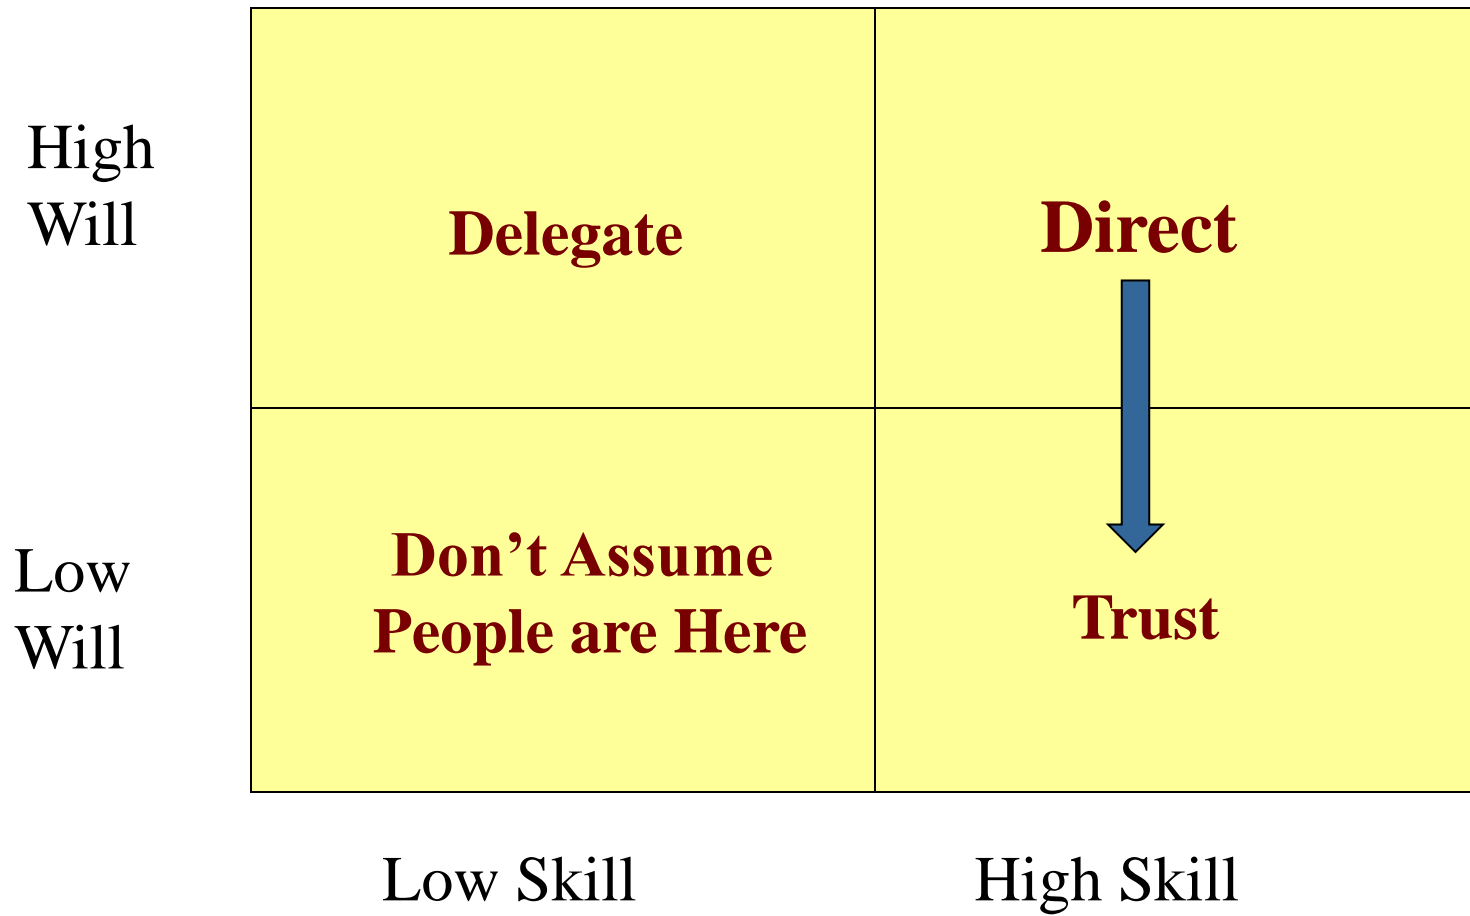 High
Will
Delegate
Direct
Low
Will
Don’t Assume
People are Here
Trust
Low Skill
High Skill